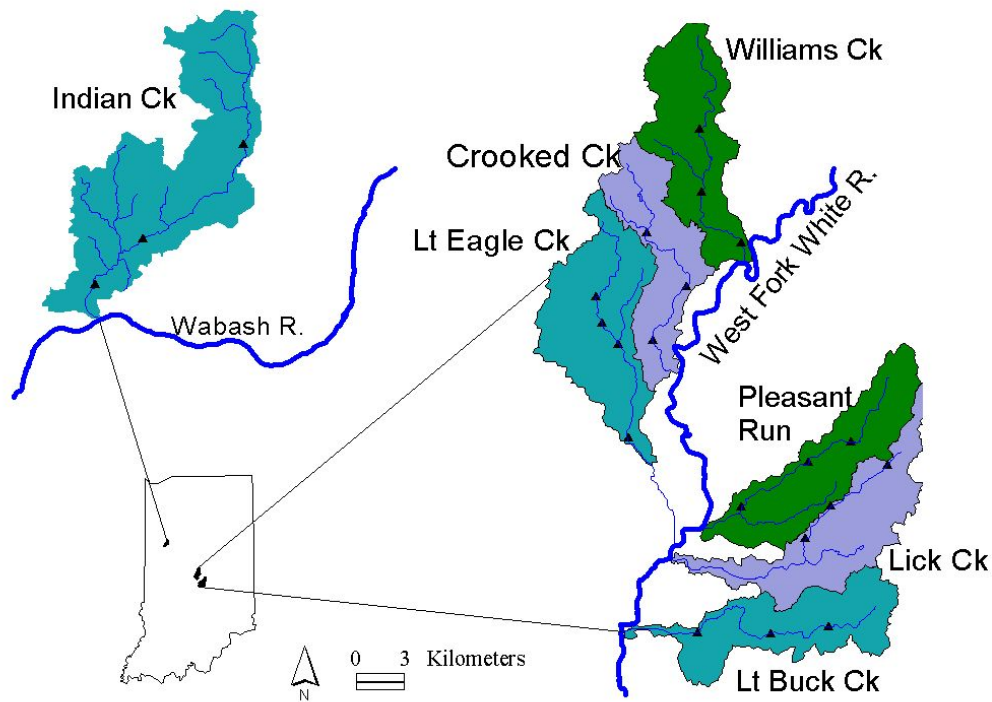 Williams Ck
Indian Ck
Crooked Ck
Lt Eagle Ck
West Fork White R.
Wabash R.
Pleasant
Run
Lick Ck
0 3 Kilometers
N
Lt Buck Ck